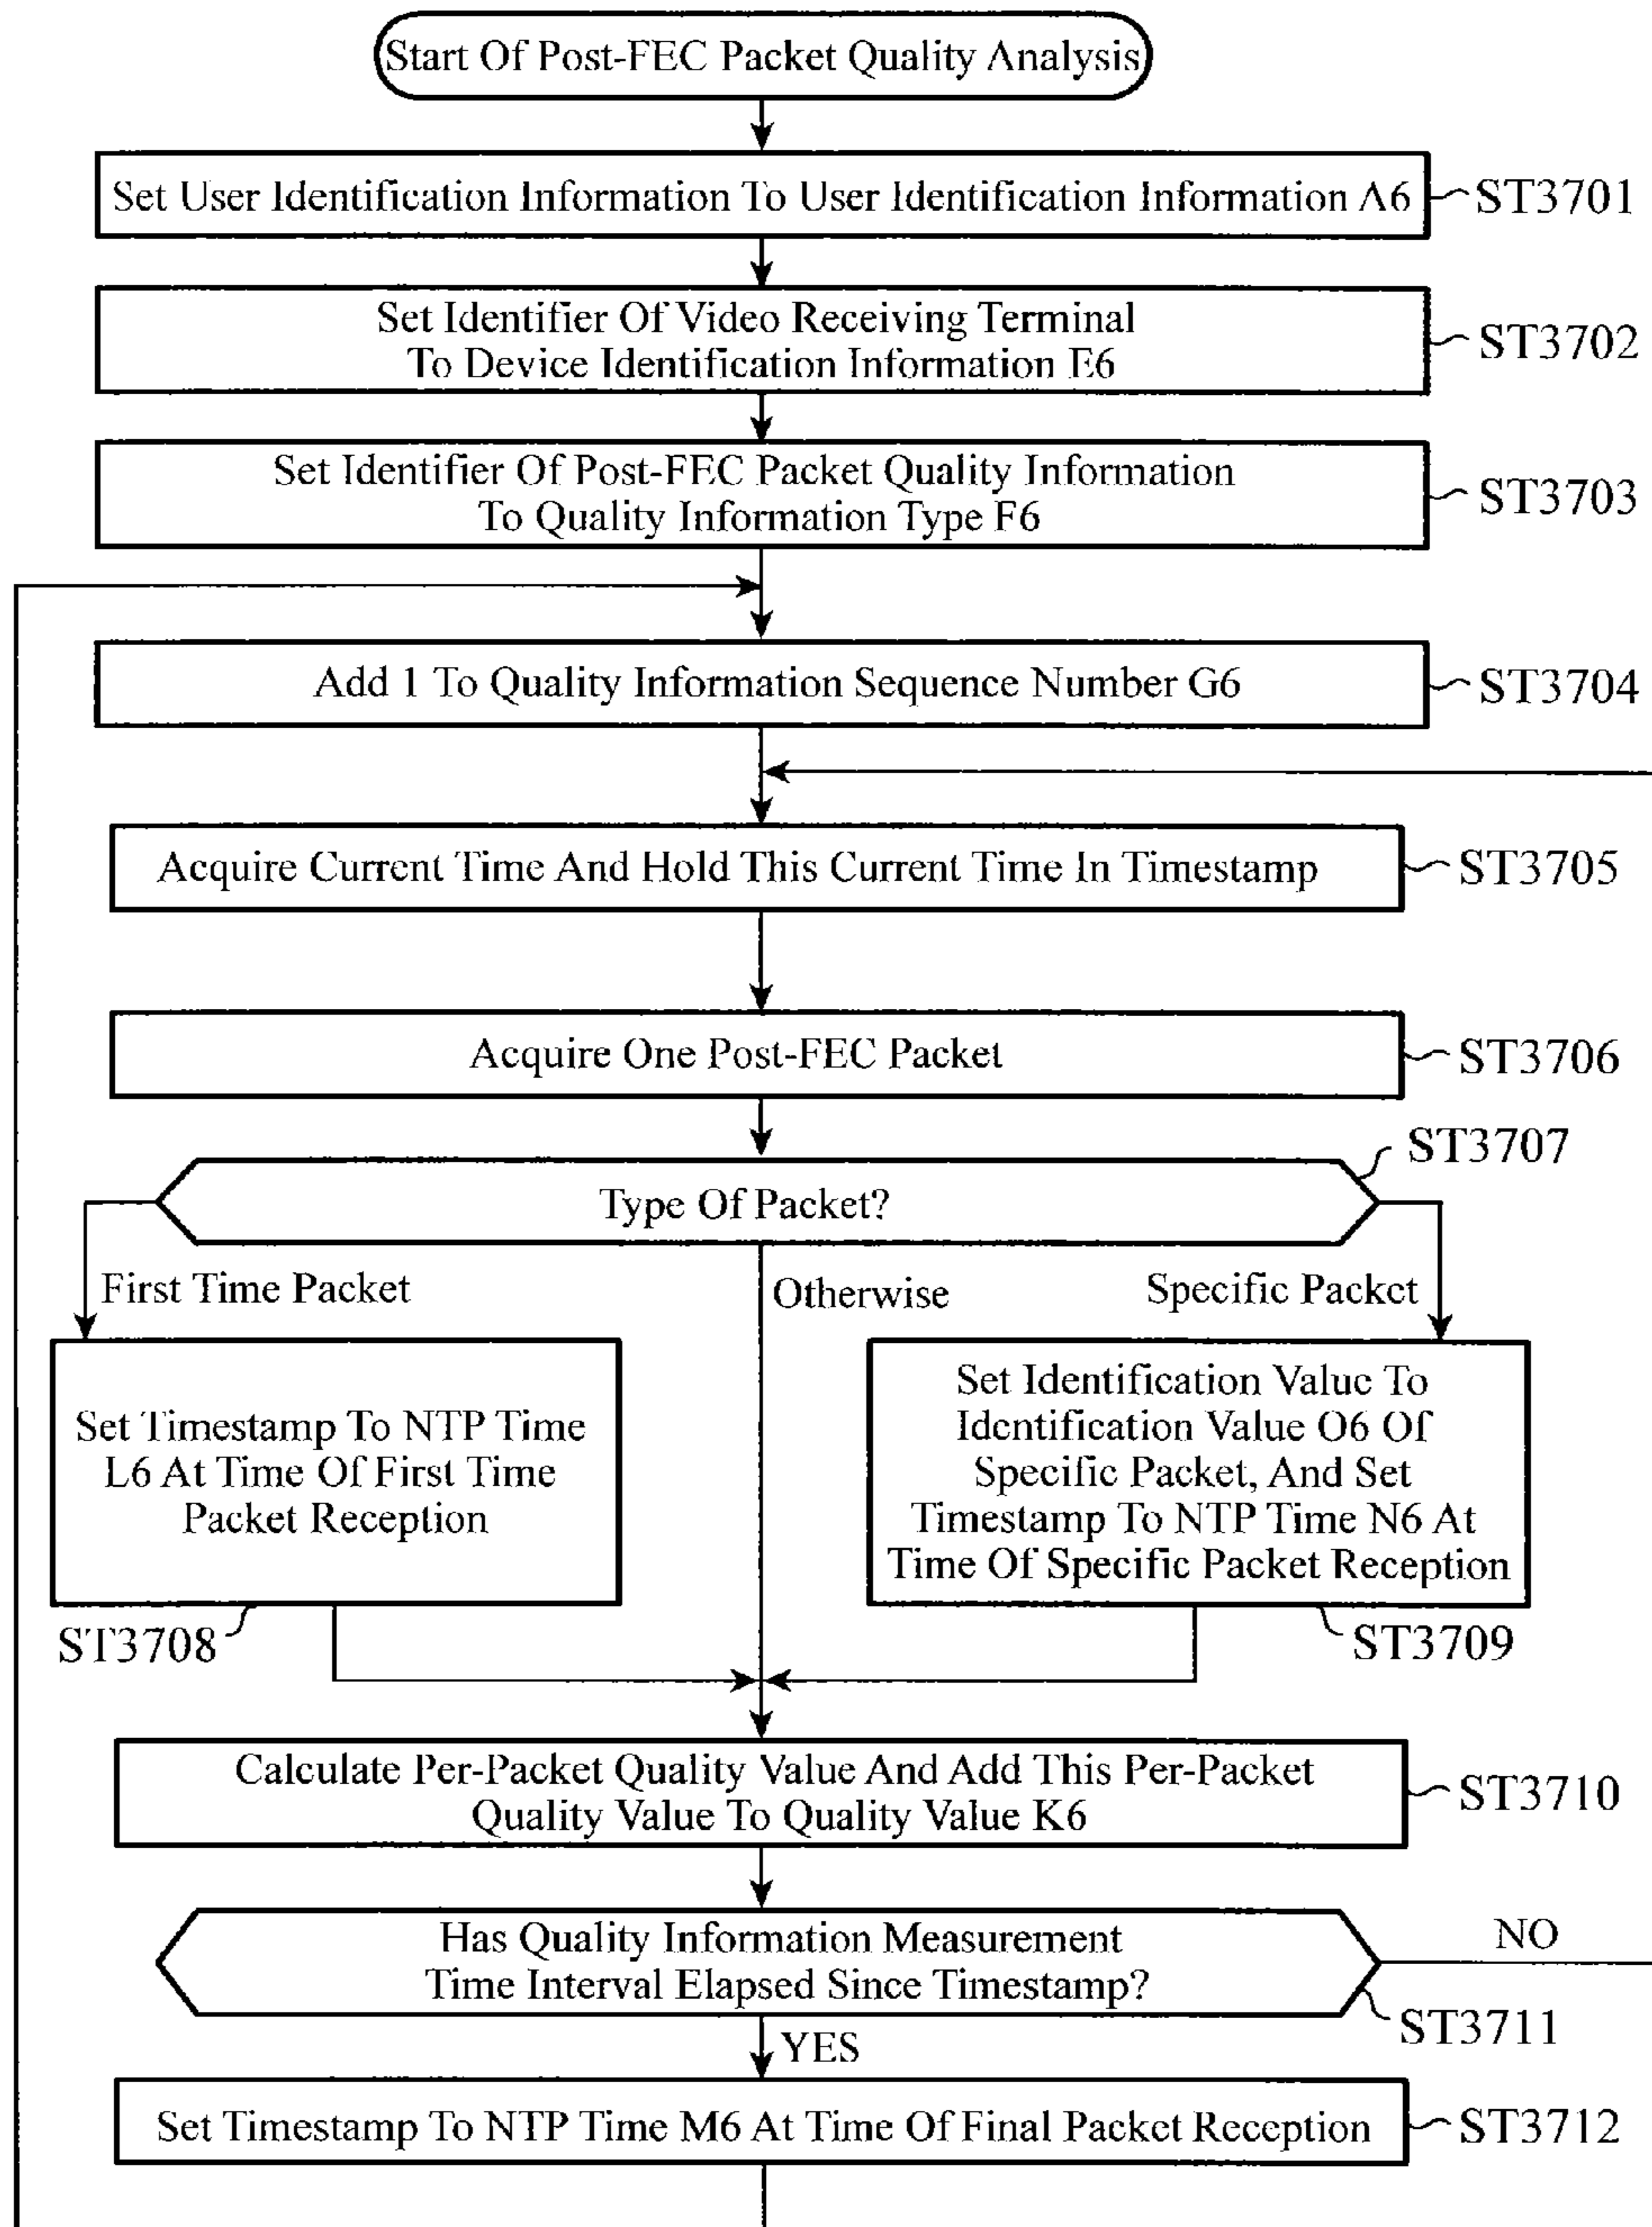 Start Of Post-FEC Packet Quality Analysis
Set User Identification Information To User Identification Information A6
ST3701
Set Identifier Of Video Receiving Terminal
To Device Identification Information E6
ST3702
Set Identifier Of Post-FEC Packet Quality Information
To Quality Information Type F6
ST3703
Add 1 To Quality Information Sequence Number G6
ST3704
Acquire Current Time And Hold This Current Time In Timestamp
ST3705
Acquire One Post-FEC Packet
ST3706
ST3707
Type Of Packet?
First Time Packet
Otherwise
Specific Packet
Set Timestamp To NTP Time
L6 At Time Of First Time
Packet Reception
ST3708
Set Identification Value To
Identification Value O6 Of
Specific Packet, And Set
Timestamp To NTP Time N6 At
Time Of Specific Packet Reception
ST3709
Calculate Per-Packet Quality Value And Add This Per-Packet
Quality Value To Quality Value K6
ST3710
Has Quality Information Measurement
Time Interval Elapsed Since Timestamp?
NO
ST3711
YES
Set Timestamp To NTP Time M6 At Time Of Final Packet Reception
ST3712